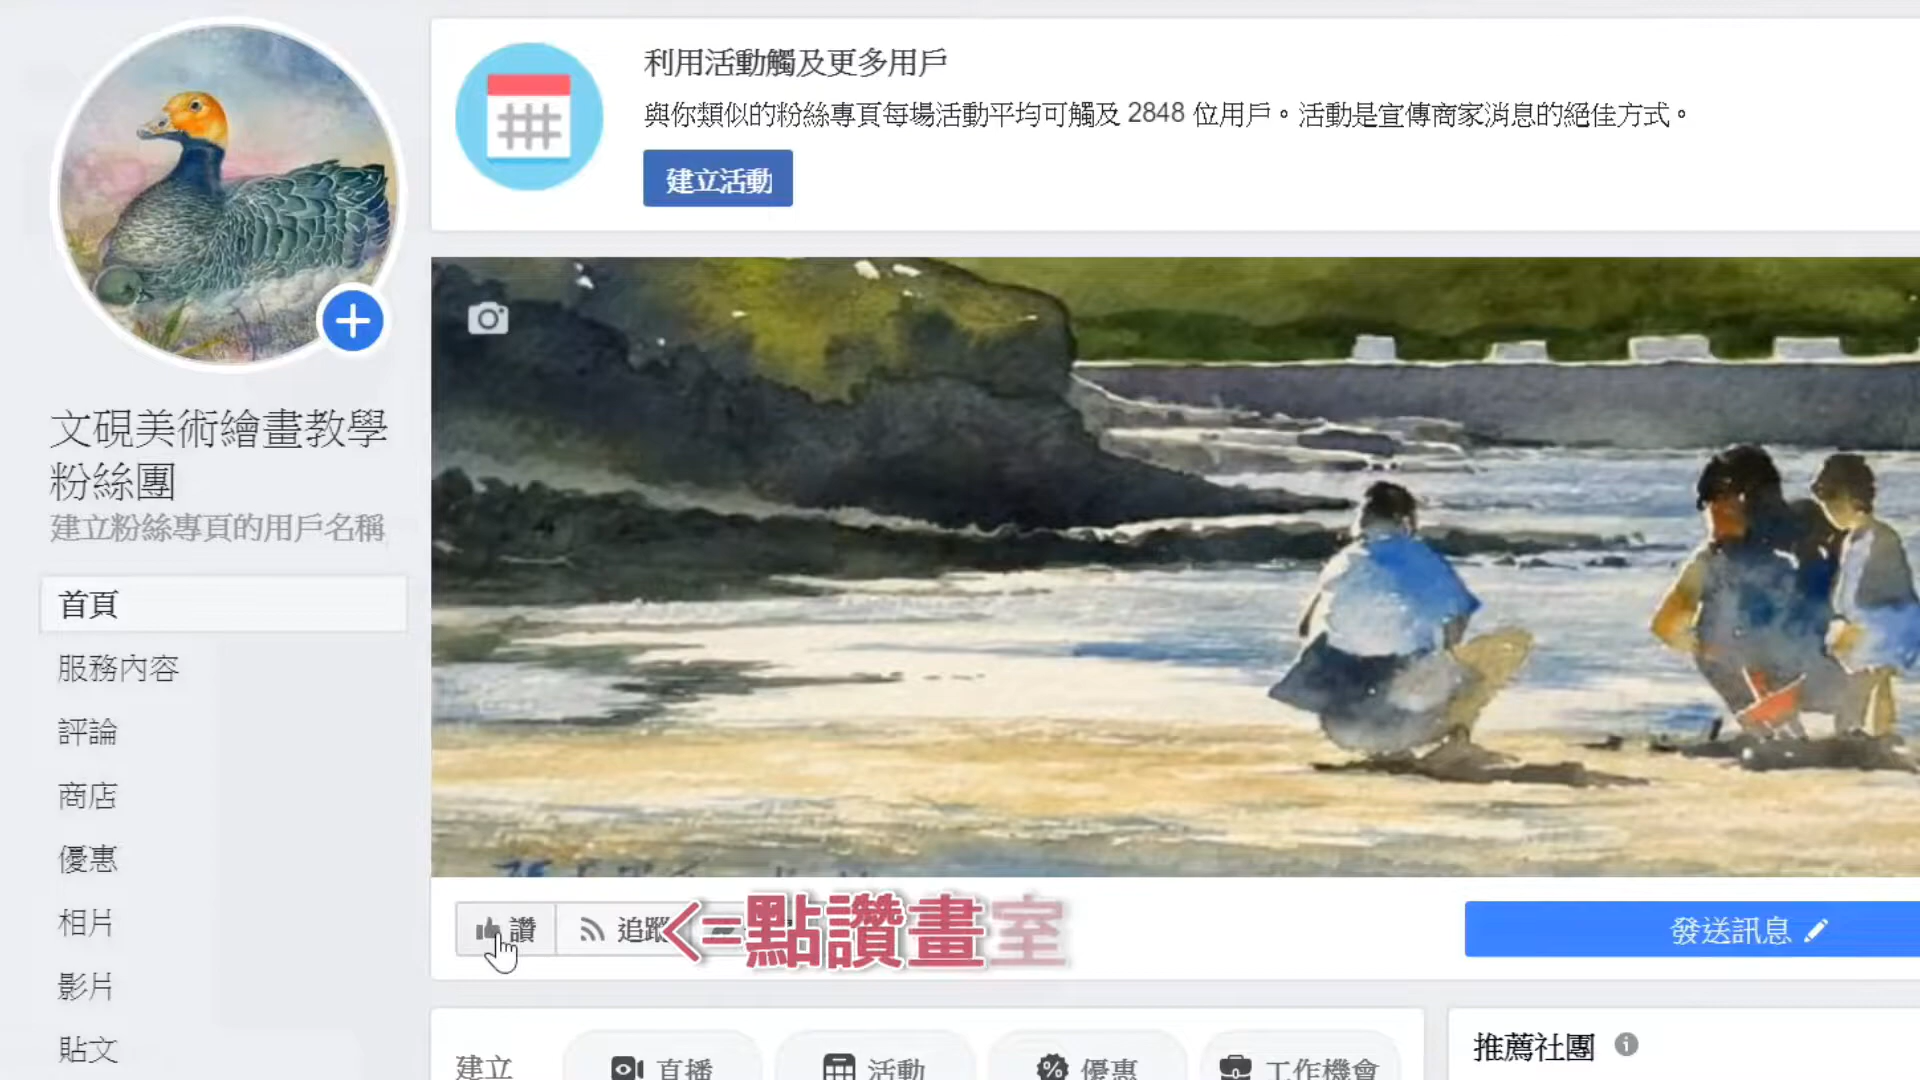 利用活動觸及更多用戶
與你類似的粉絲專頁每場活動平均可觸及 2848 位用戶。活動是宣傳商家消息的絕佳方式。
建立活動
文硯美術繪畫教學
粉絲團
建立粉絲專頁的用戶名稱
首頁
服務內容
評論
商店
優惠
相片
影片
貼文
讚
追蹤
<=點讚畫室
發送訊息
建立
直播
活動
優惠
工作機會
推薦社團